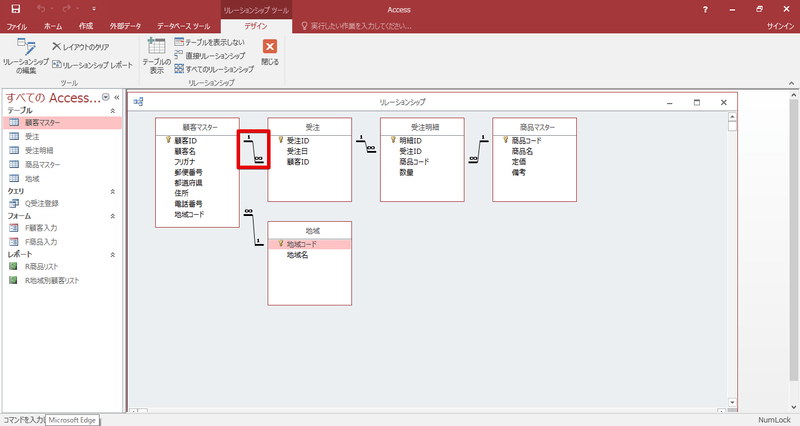 リレーションシップ ツール
Access
サインイン
ファイル
ホーム
作成
外部データ
データベース ツール
デザイン
実行したい作業を入力してください...
リレーションシップの編集
レイアウトのクリア
リレーションシップ レポート
ツール
テーブルの表示
テーブルを表示しない
直接リレーションシップ
すべてのリレーションシップ
閉じる
リレーションシップ
すべての Access...
テーブル
顧客マスター
受注
受注明細
商品マスター
地域
クエリ
Q受注登録
フォーム
F顧客入力
F商品入力
レポート
R商品リスト
R地域別顧客リスト
リレーションシップ
顧客マスター
顧客ID
顧客名
フリガナ
郵便番号
都道府県
住所
電話番号
地域コード
1
∞
受注
受注ID
受注日
顧客ID
1
∞
受注明細
明細ID
受注ID
商品コード
数量
1
∞
商品マスター
商品コード
商品名
定価
備考
∞
1
地域
地域コード
地域名
コマンドを入力
Microsoft Edge
NumLock